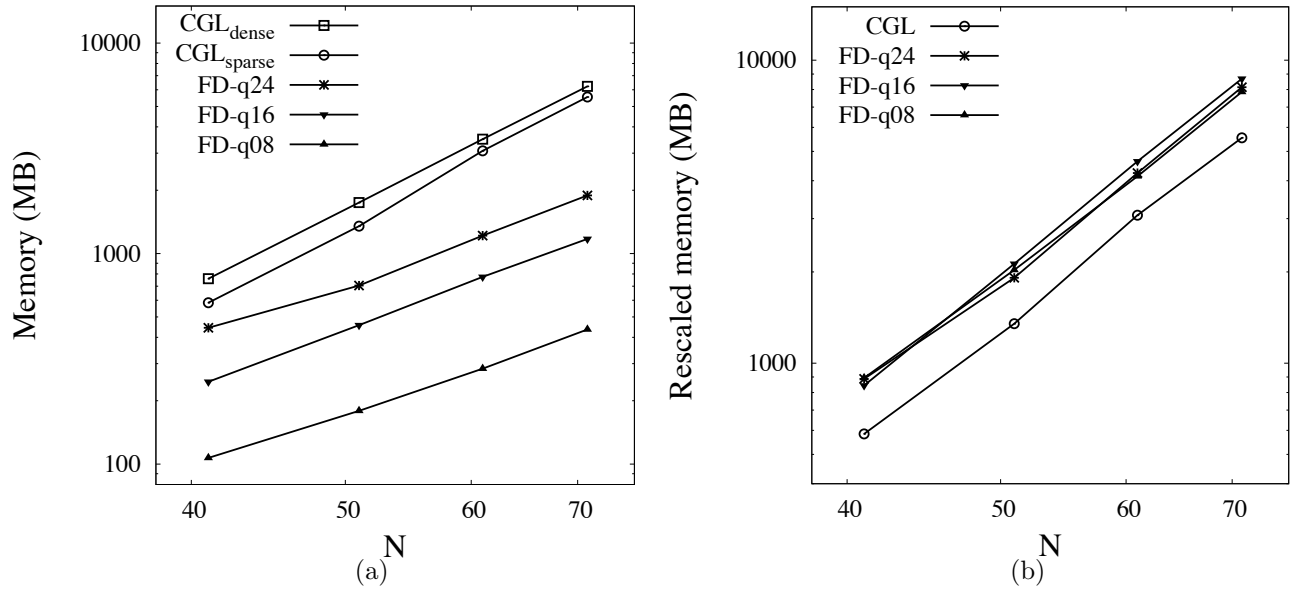 CGLdense
CGLsparse
FD-q24
FD-q16
FD-q08
10000
1000
100
Memory (MB)
40
50
60
70
N
(a)
CGL
FD-q24
FD-q16
FD-q08
10000
1000
Rescaled memory (MB)
40
50
60
70
N
(b)